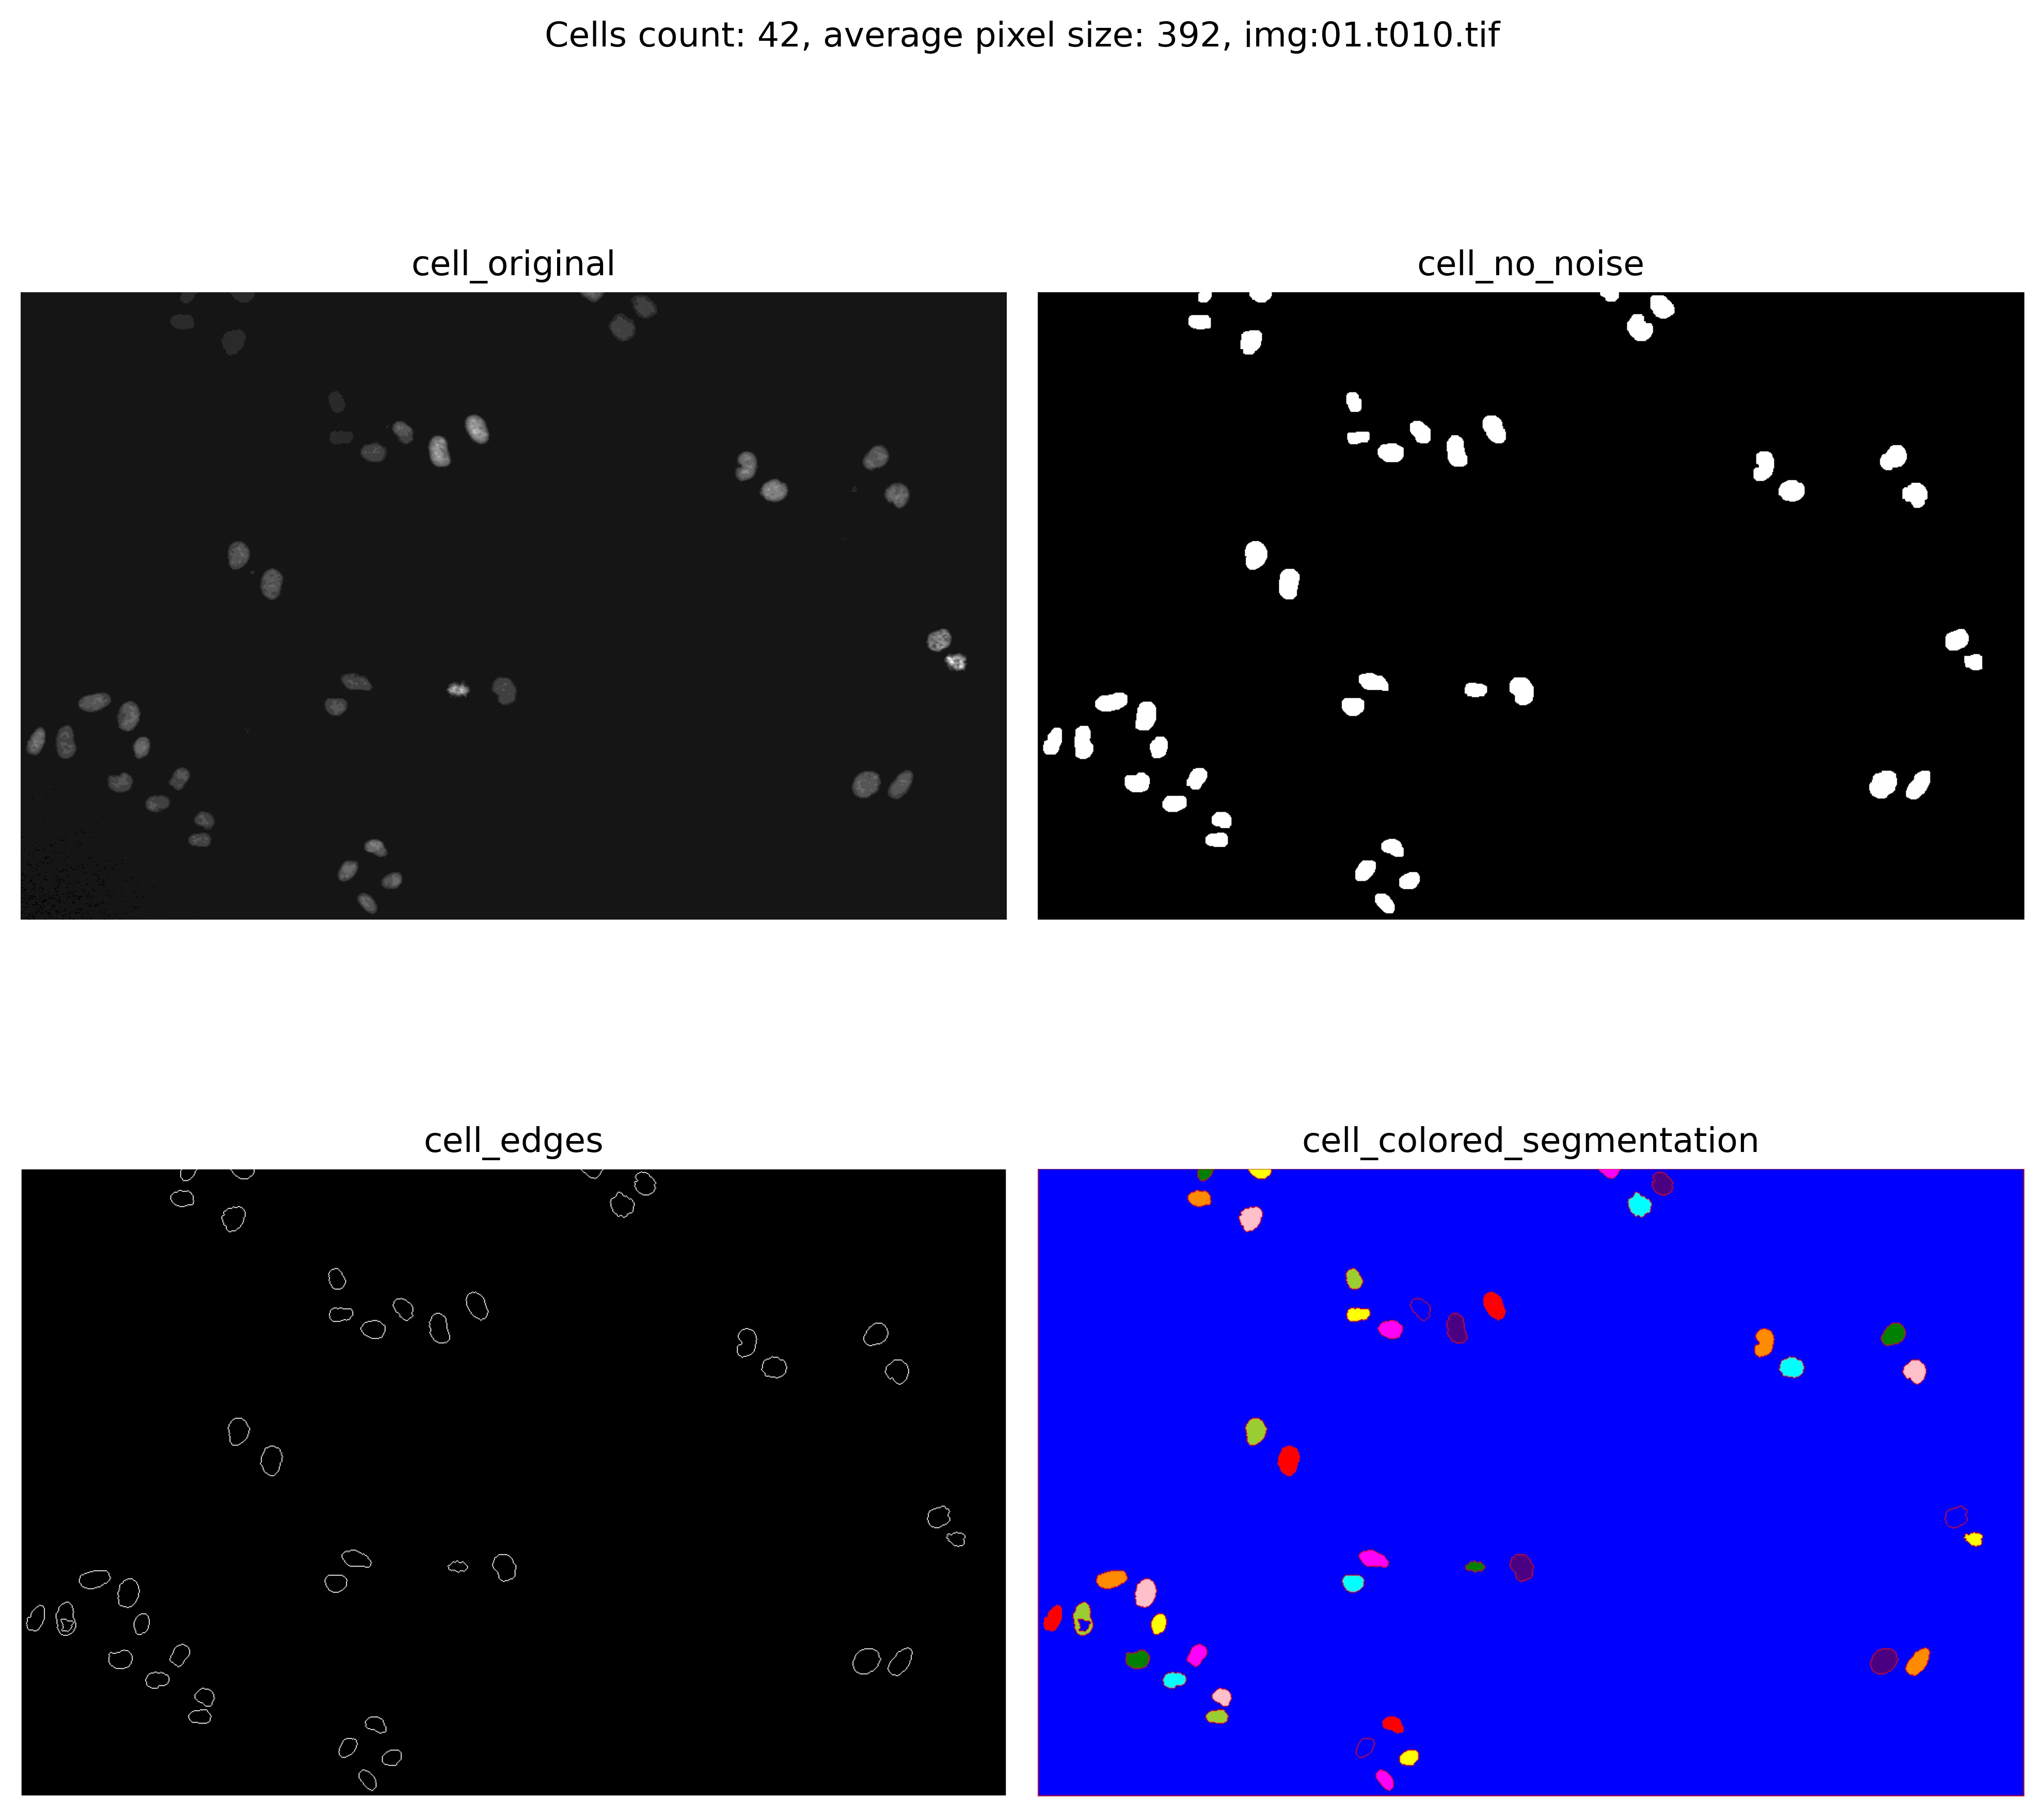 Cells count: 42, average pixel size: 392, img:01.t010.tif
cell_original
cell_no_noise
cell_edges
cell_colored_segmentation